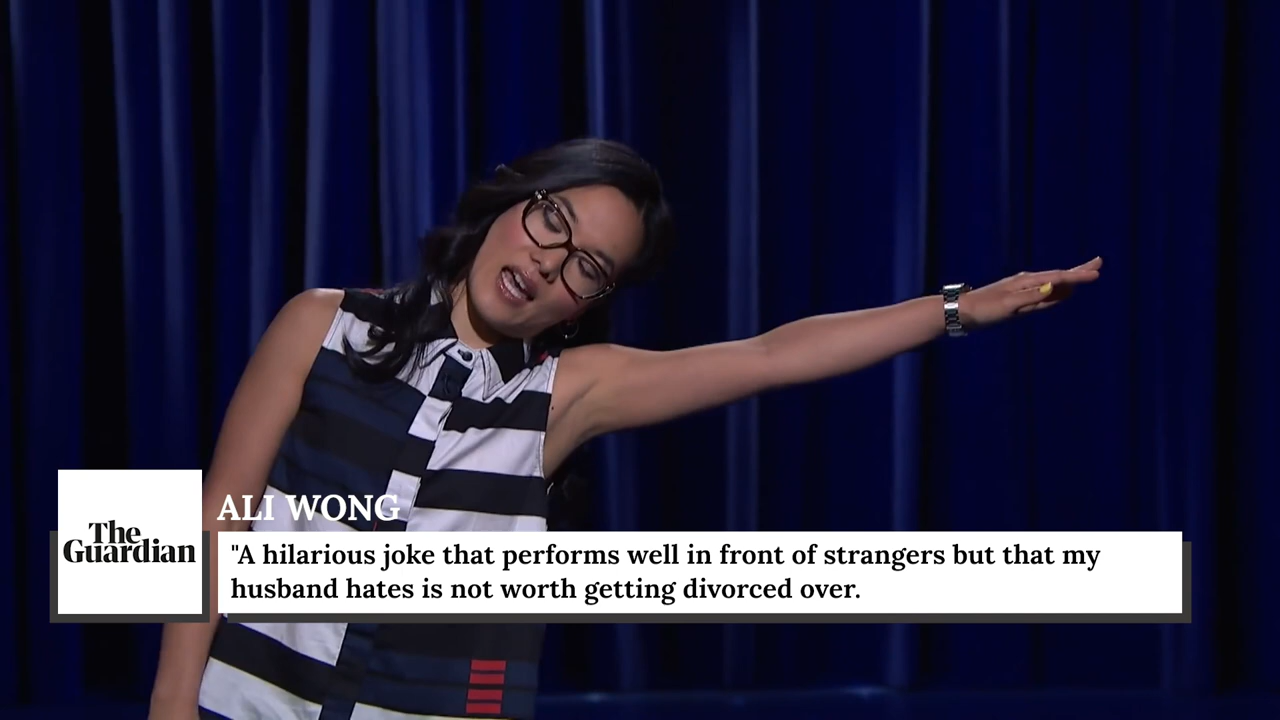 ALI WONG
The
Guardian
"A hilarious joke that performs well in front of strangers but that my
husband hates is not worth getting divorced over.